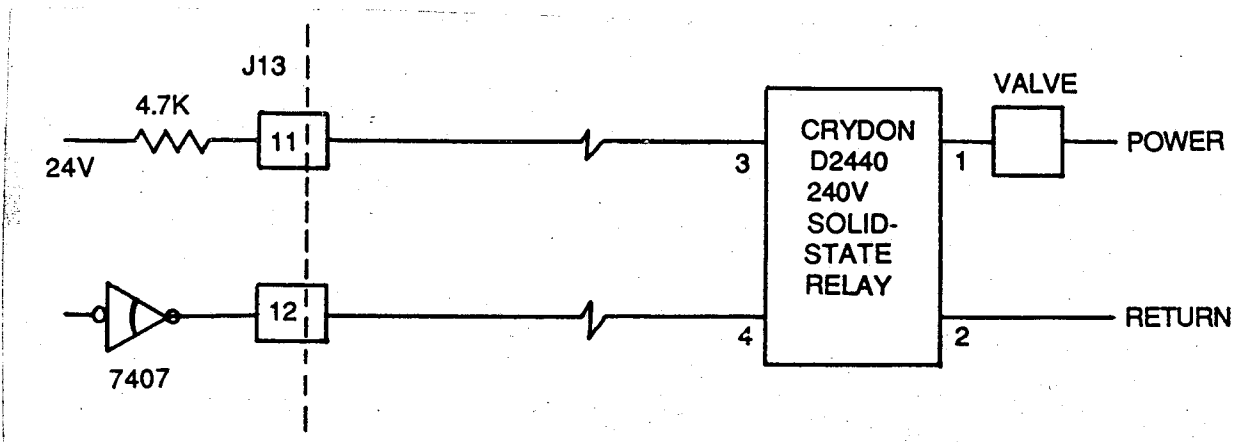 J13
4.7K
24V
11
3
CRYDON
D2440
240V
SOLID-
STATE
RELAY
1
VALVE
POWER
7407
12
4
2
RETURN